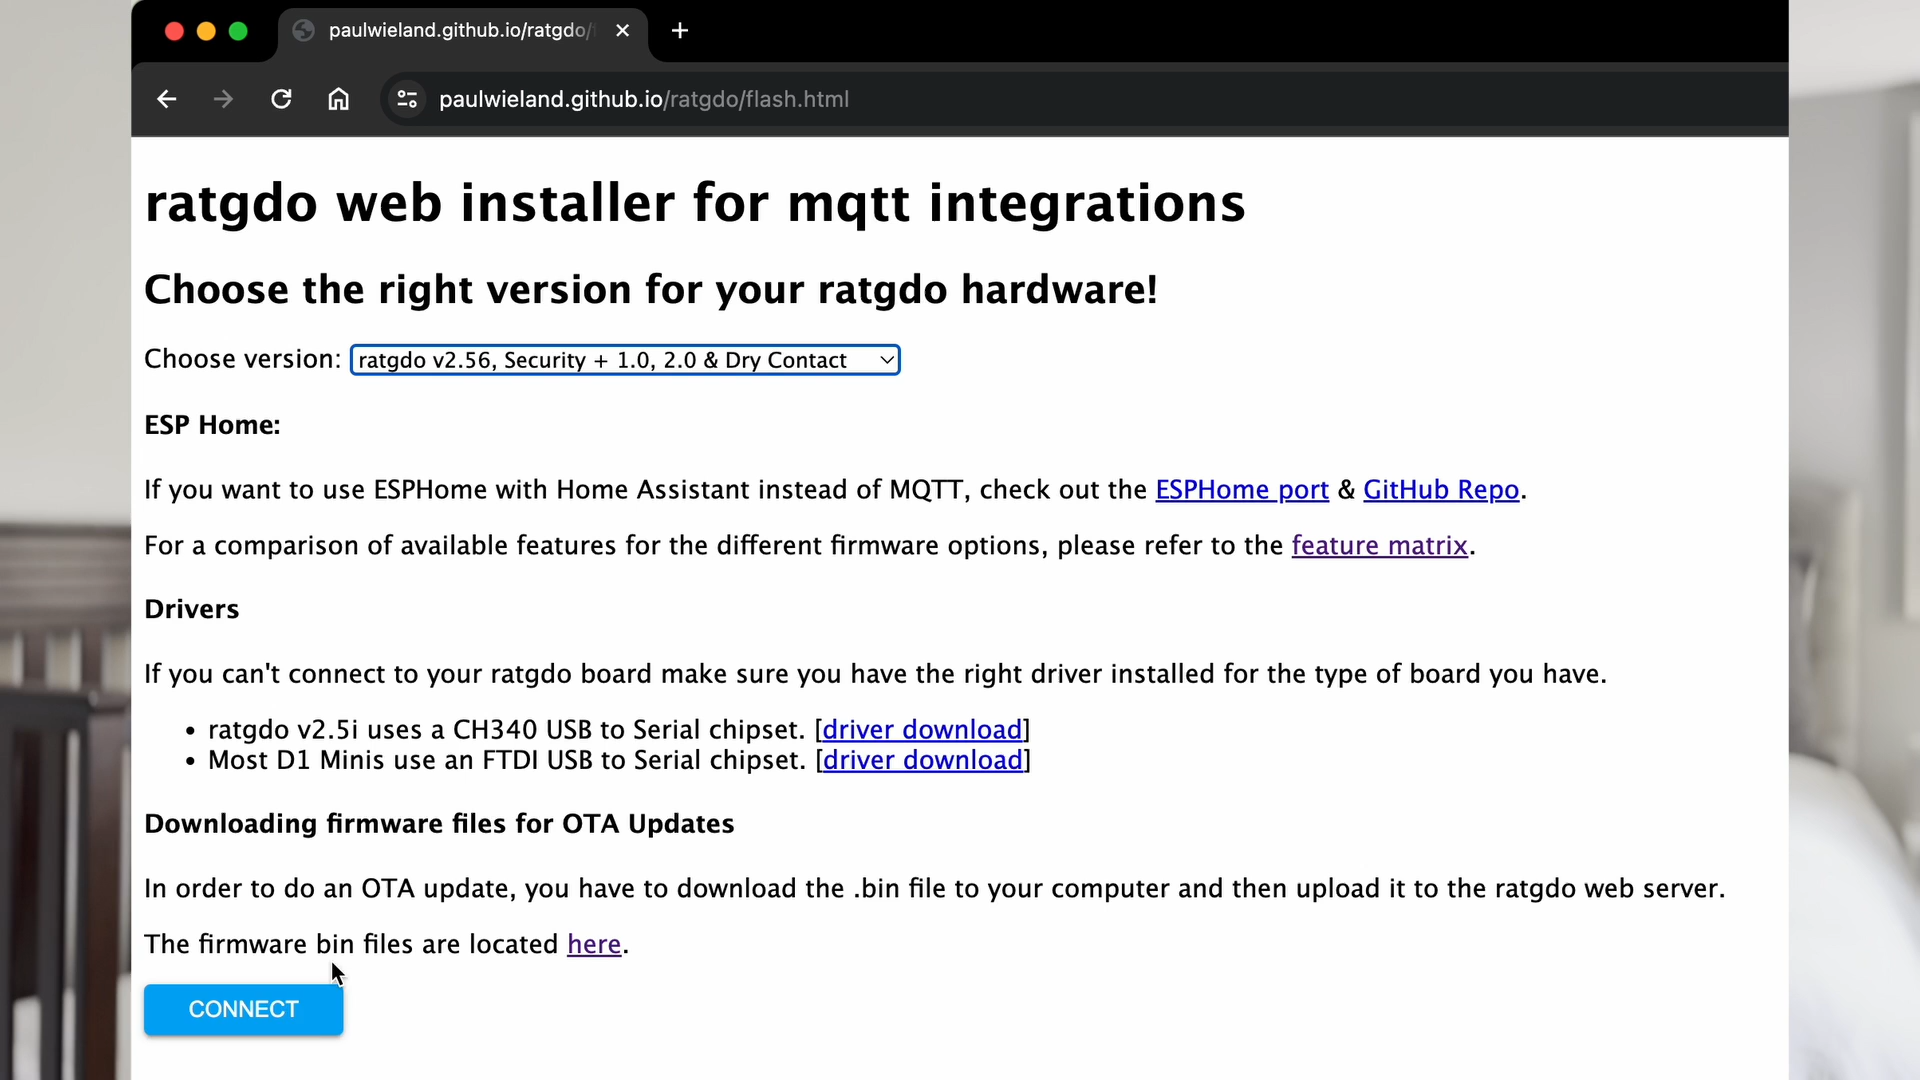 paulwieland.github.io/ratgdo/
paulwieland.github.io/ratgdo/flash.html
ratgdo web installer for mqtt integrations
Choose the right version for your ratgdo hardware!
Choose version: ratgdo v2.56, Security + 1.0, 2.0 & Dry Contact
ESP Home:
If you want to use ESPHome with Home Assistant instead of MQTT, check out the ESPHome port & GitHub Repo.
For a comparison of available features for the different firmware options, please refer to the feature matrix.
Drivers
If you can't connect to your ratgdo board make sure you have the right driver installed for the type of board you have.
• ratgdo v2.5i uses a CH340 USB to Serial chipset. [driver download]
• Most D1 Minis use an FTDI USB to Serial chipset. [driver download]
Downloading firmware files for OTA Updates
In order to do an OTA update, you have to download the .bin file to your computer and then upload it to the ratgdo web server.
The firmware bin files are located here.
CONNECT